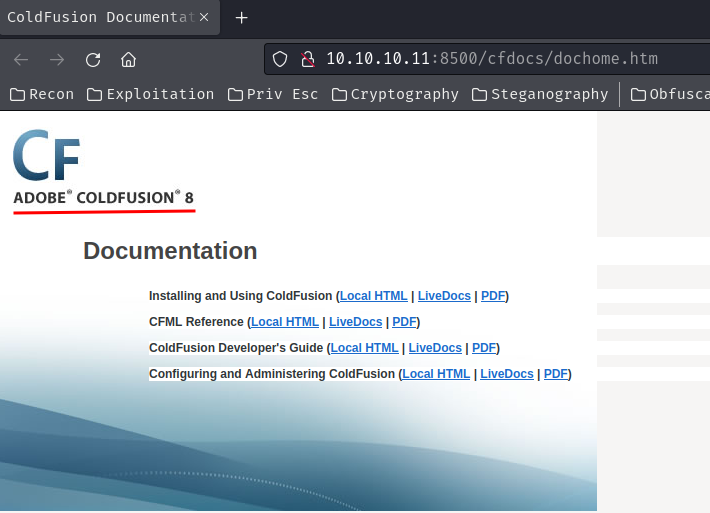 ColdFusion Documentat
10.10.10.11:8500/cfdocs/dochome.htm
Recon Exploitation Priv Esc Cryptography Steganography Obfusca
CF
ADOBE® COLDFUSION® 8
Documentation
Installing and Using ColdFusion (Local HTML | LiveDocs | PDF)
CFML Reference (Local HTML | LiveDocs | PDF)
ColdFusion Developer's Guide (Local HTML | LiveDocs | PDF)
Configuring and Administering ColdFusion (Local HTML | LiveDocs | PDF)